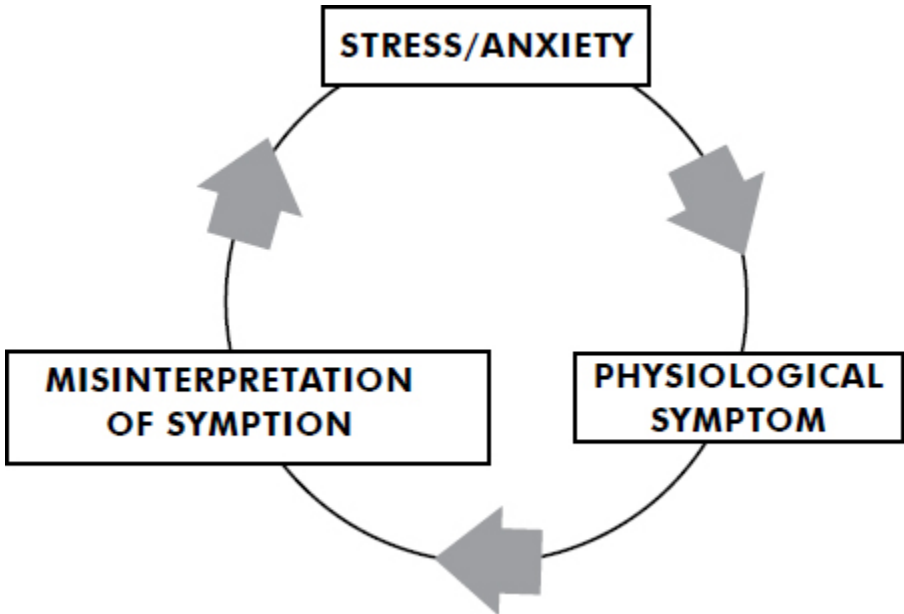 STRESS/ANXIETY
PHYSIOLOGICAL
SYMPTOM
MISINTERPRETATION
OF SYMPTION